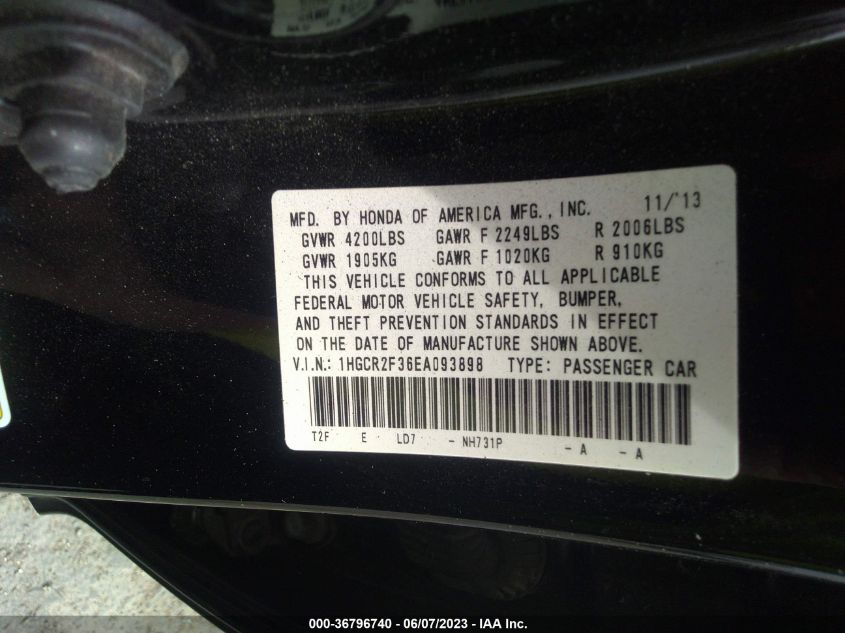 MFD. BY HONDA OF AMERICA MFG., INC. 11/'13
GVWR 4200LBS GAWR F 2249LBS R 2006LBS
GVWR 1905KG GAWR F 1020KG R 910KG
THIS VEHICLE CONFORMS TO ALL APPLICABLE
FEDERAL MOTOR VEHICLE SAFETY, BUMPER,
AND THEFT PREVENTION STANDARDS IN EFFECT
ON THE DATE OF MANUFACTURE SHOWN ABOVE.
V.I.N.: 1HGCR2F36EA093898 TYPE: PASSENGER CAR
T2F E LD7 - NH731P - A - A
000-36796740 - 06/07/2023 - IAA Inc.